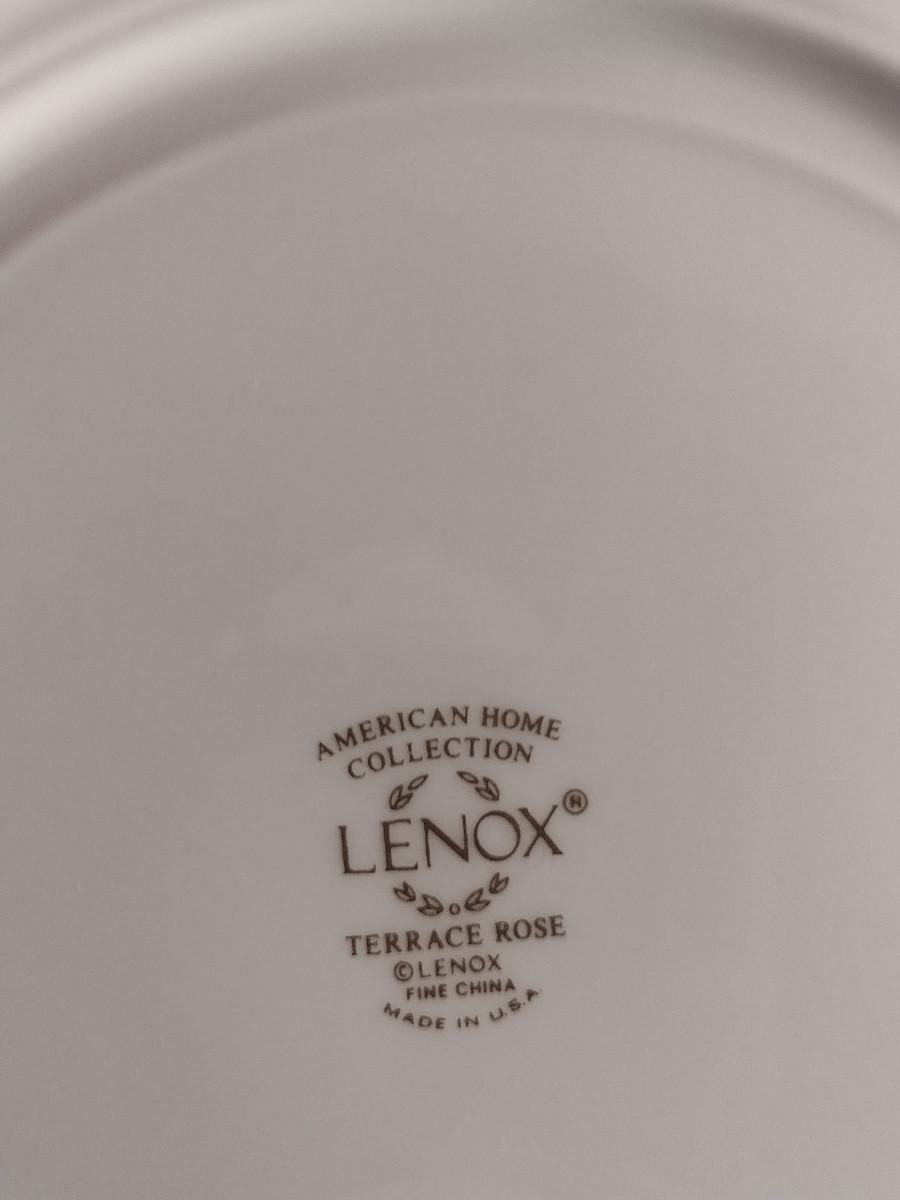 AMERICAN HOME
COLLECTION
LENOX®
TERRACE ROSE
©LENOX
FINE CHINA
MADE IN U.S.A.